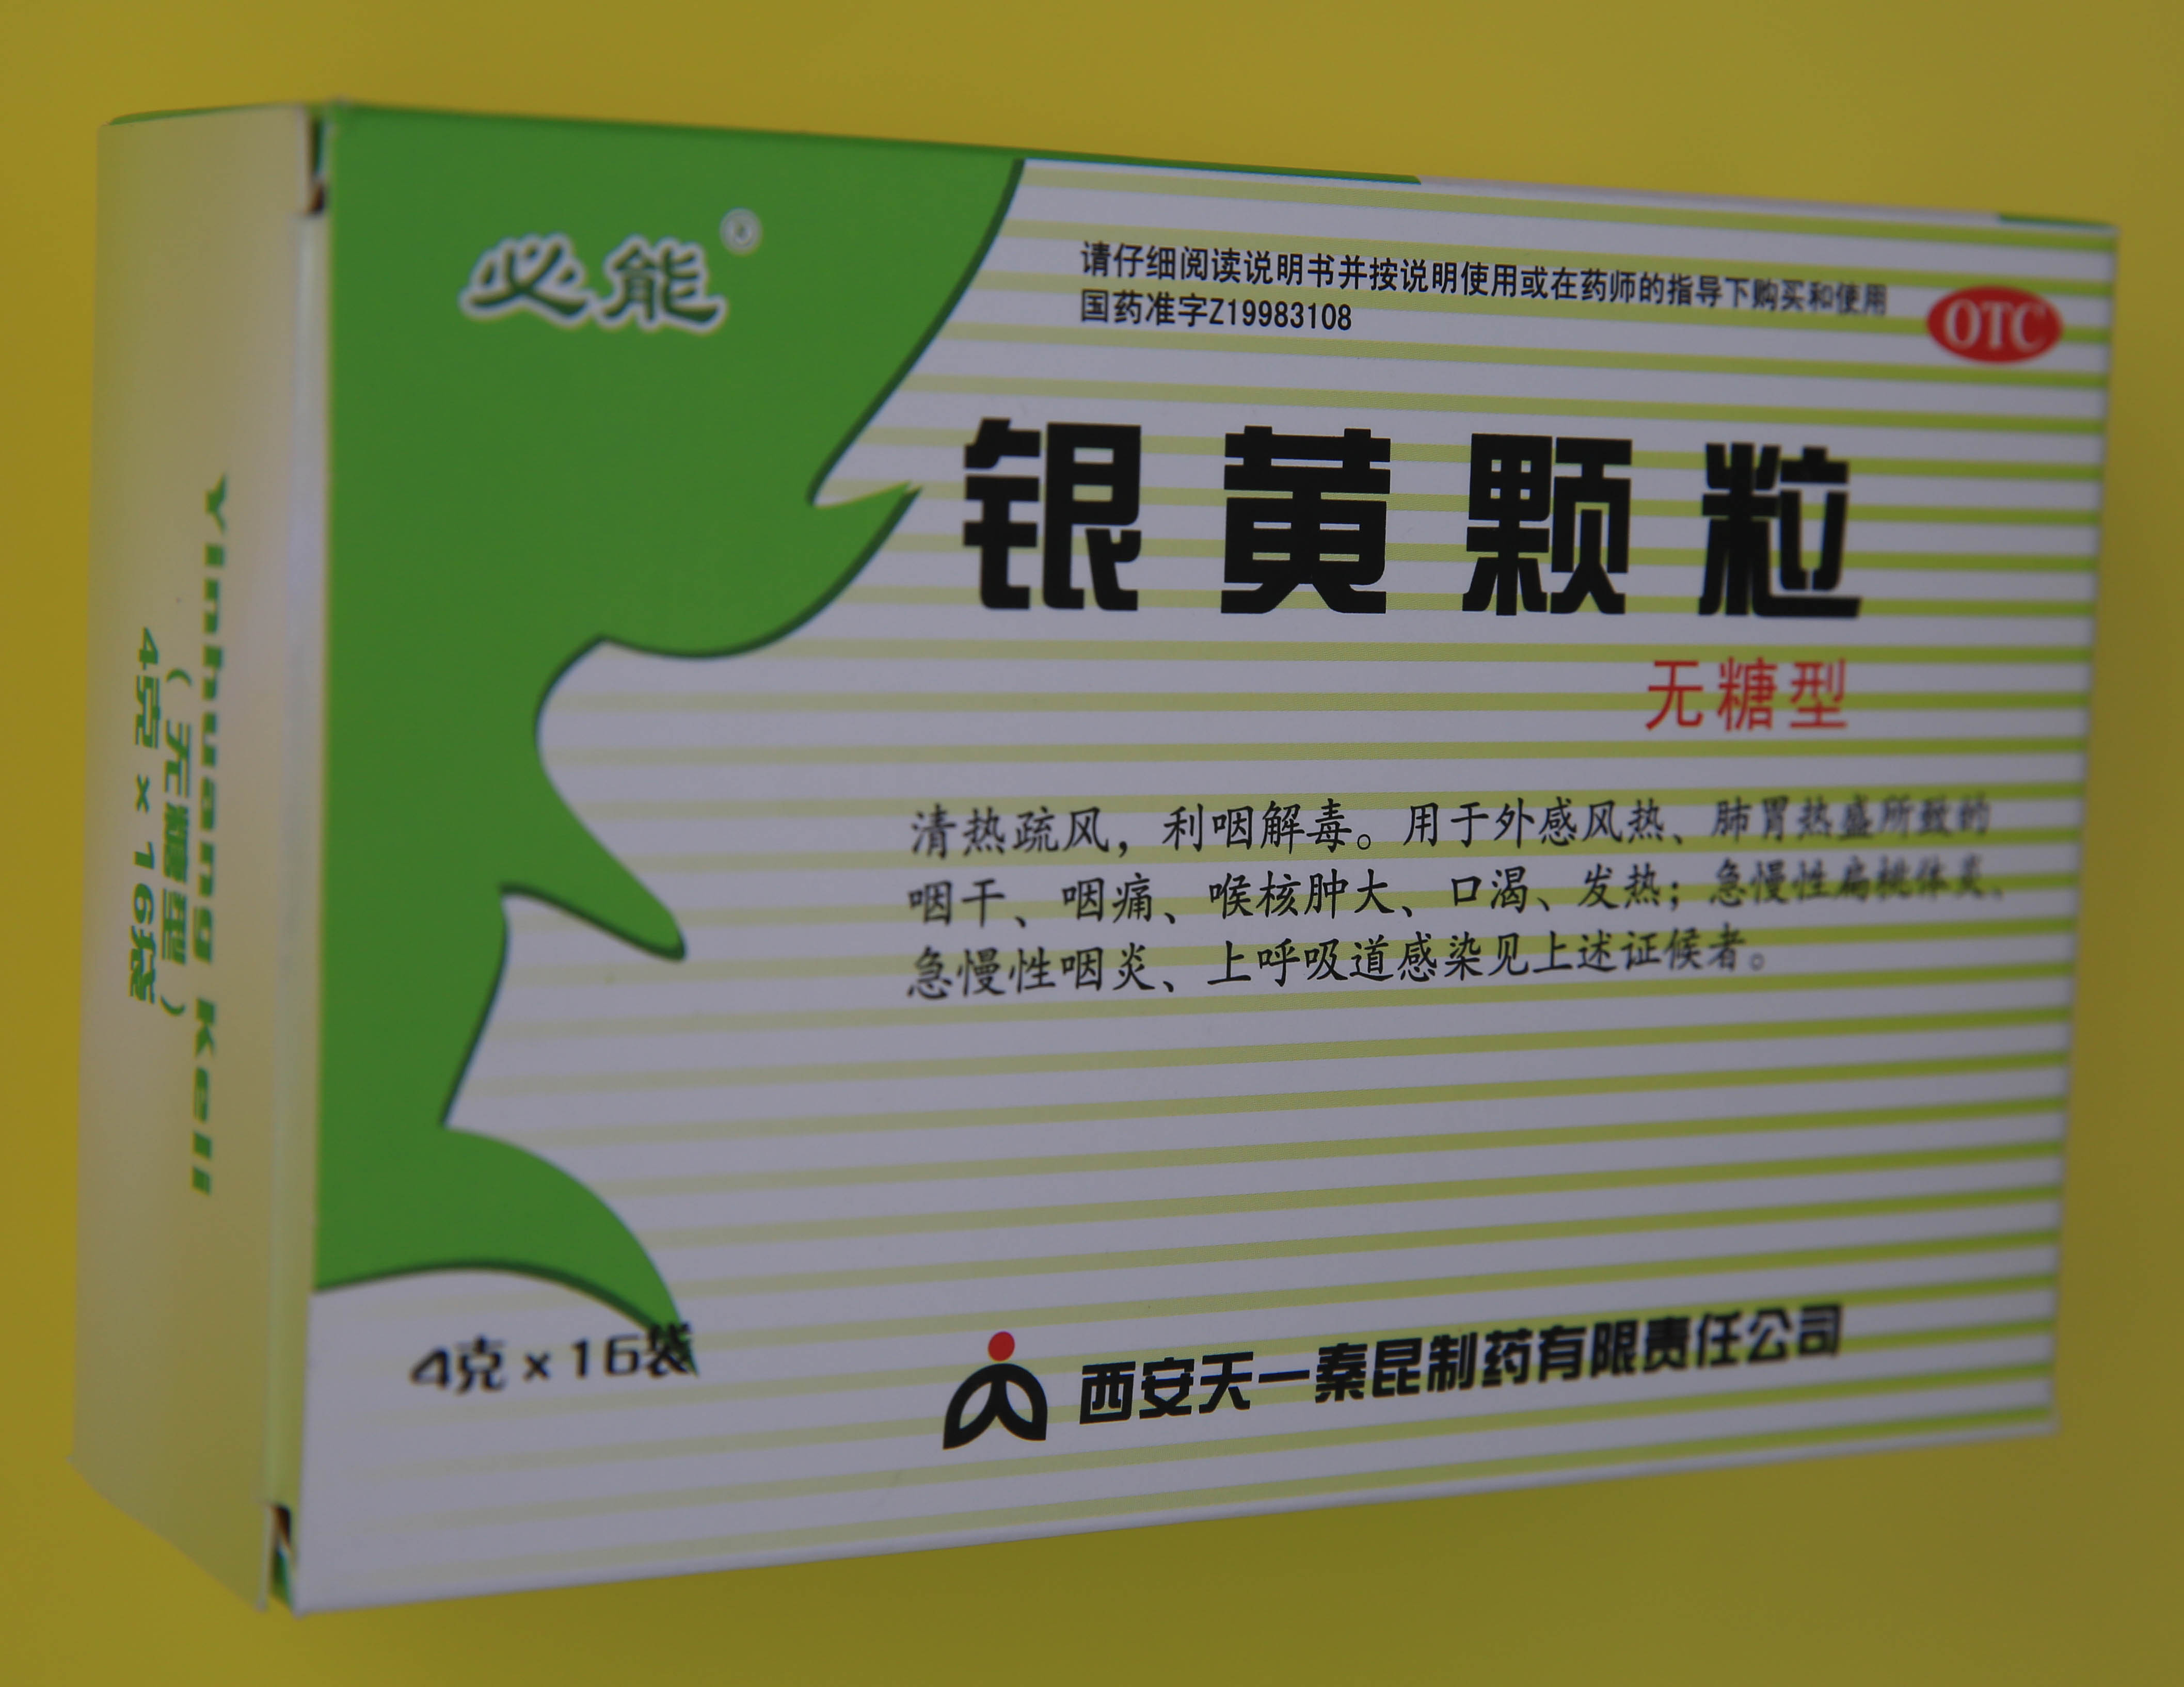 必能®
请仔细阅读说明书并按说明使用或在药师的指导下购买和使用
国药准字Z19983108
OTC
银黄颗粒
无糖型
清热疏风，利咽解毒。用于外感风热、肺胃热盛所致的
咽干、咽痛、喉核肿大、口渴、发热；急慢性扁桃体炎、
急慢性咽炎、上呼吸道感染见上述证候者。
4克×16袋
西安天一秦昆制药有限责任公司
Yinhuang Keli
（无糖型）
4克×16袋